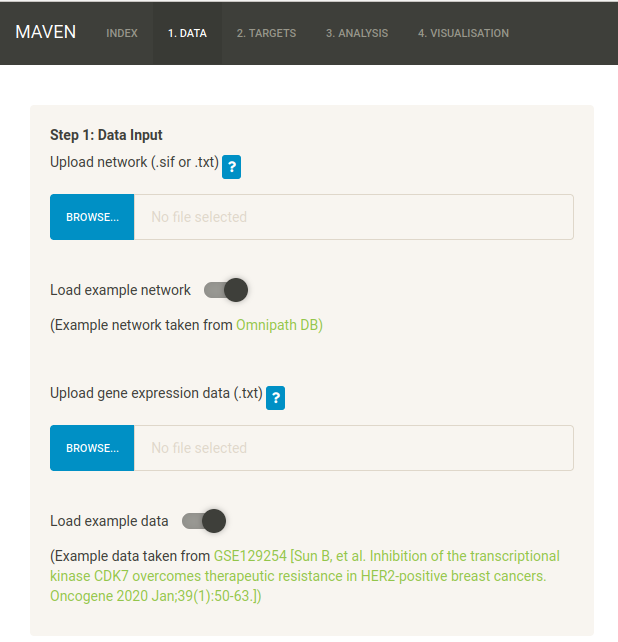 MAVEN INDEX 1. DATA 2. TARGETS 3. ANALYSIS 4. VISUALISATION
Step 1: Data Input
Upload network (.sif or .txt) ?
BROWSE... No file selected
Load example network
(Example network taken from Omnipath DB)
Upload gene expression data (.txt) ?
BROWSE... No file selected
Load example data
(Example data taken from GSE129254 [Sun B, et al. Inhibition of the transcriptional
kinase CDK7 overcomes therapeutic resistance in HER2-positive breast cancers.
Oncogene 2020 Jan;39(1):50-63.])